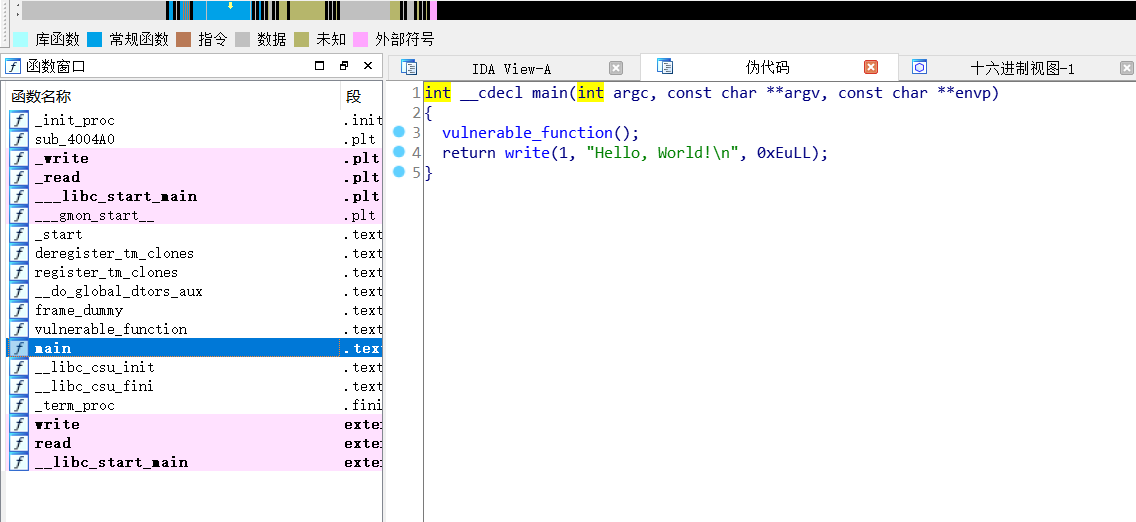 库函数 常规函数 指令 数据 未知 外部符号
函数窗口
IDA View-A 伪代码 十六进制视图-1
函数名称 段
_init_proc .init
sub_4004A0 .plt
_write .plt
_read .plt
___libc_start_main .plt
___gmon_start__ .plt
_start .text
deregister_tm_clones .text
register_tm_clones .text
__do_global_dtors_aux .text
frame_dummy .text
vulnerable_function .text
main .tex
__libc_csu_init .text
__libc_csu_fini .text
_term_proc .fini
write exte
read exte
__libc_start_main exte
1 int __cdecl main(int argc, const char **argv, const char **envp)
2 {
3 vulnerable_function();
4 return write(1, "Hello, World!\n", 0xEuLL);
5 }